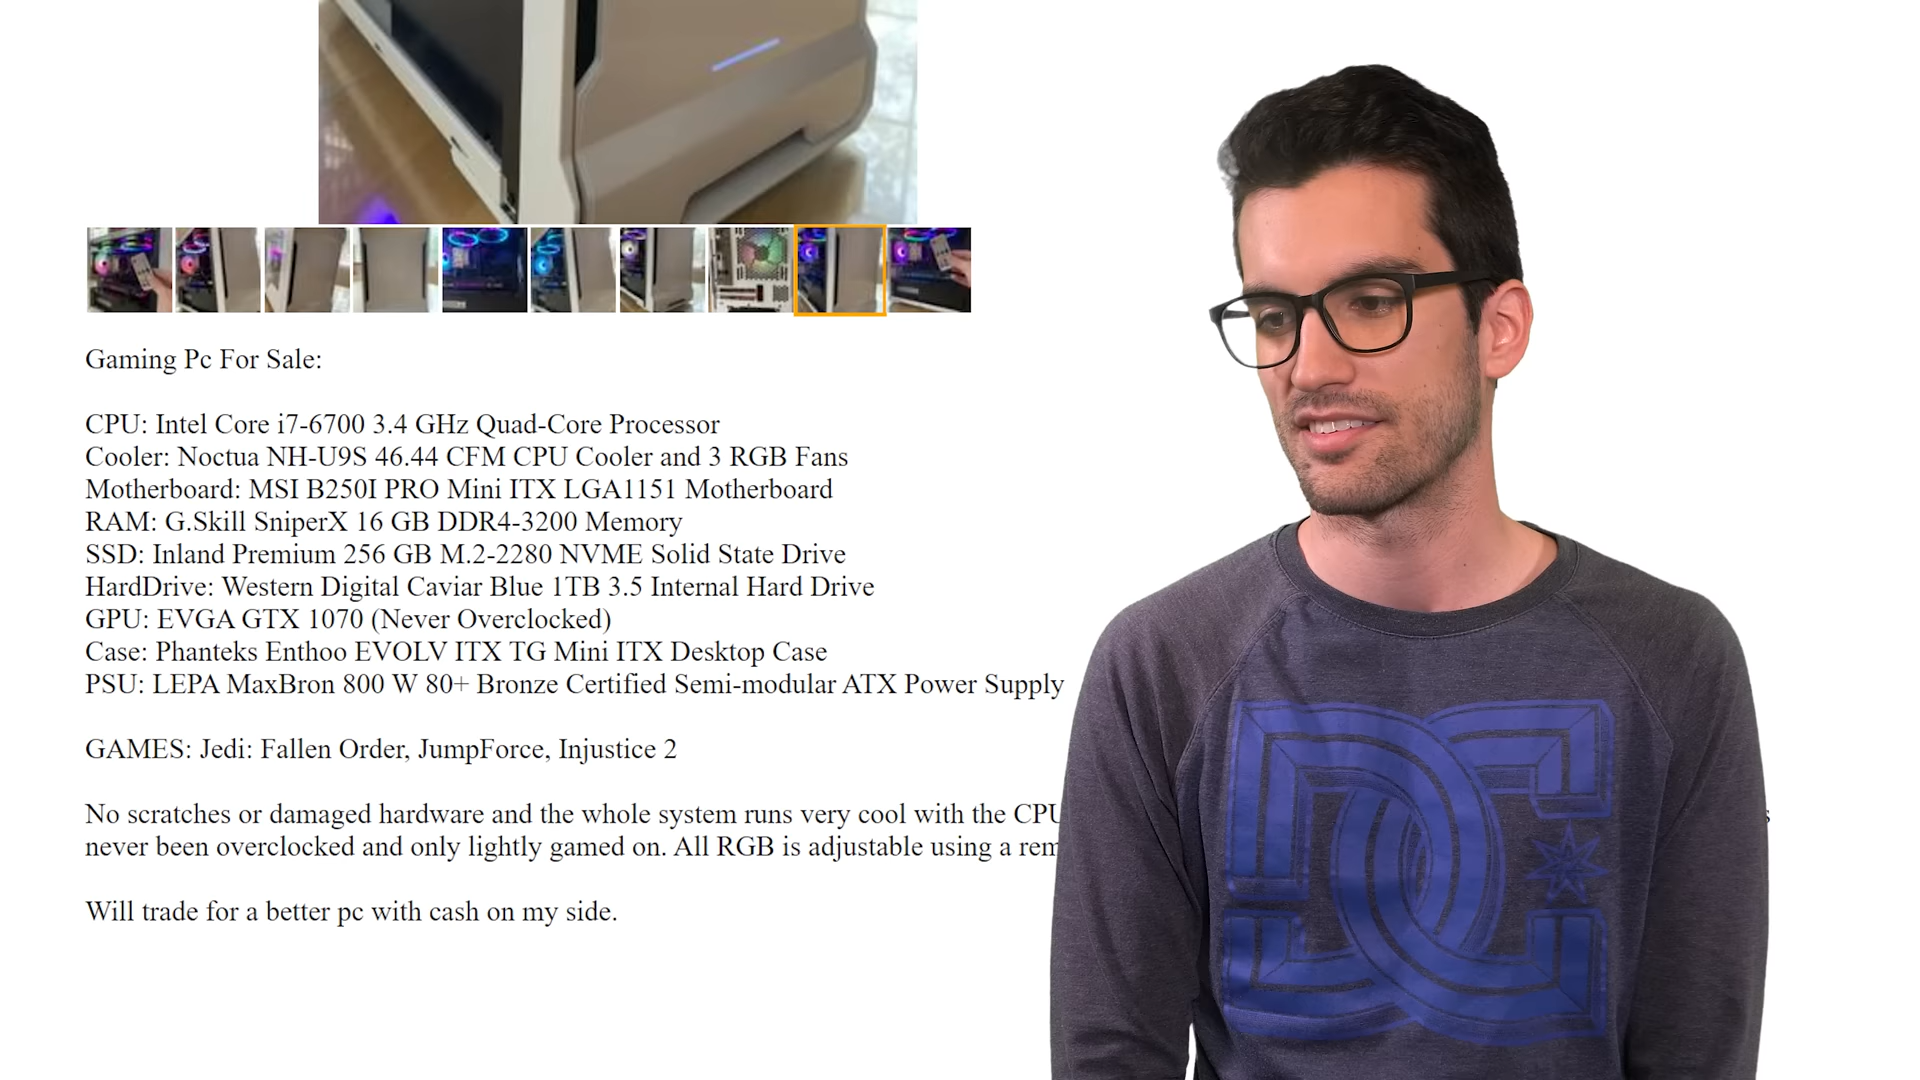 Gaming Pc For Sale:
CPU: Intel Core i7-6700 3.4 GHz Quad-Core Processor
Cooler: Noctua NH-U9S 46.44 CFM CPU Cooler and 3 RGB Fans
Motherboard: MSI B250I PRO Mini ITX LGA1151 Motherboard
RAM: G.Skill SniperX 16 GB DDR4-3200 Memory
SSD: Inland Premium 256 GB M.2-2280 NVME Solid State Drive
HardDrive: Western Digital Caviar Blue 1TB 3.5 Internal Hard Drive
GPU: EVGA GTX 1070 (Never Overclocked)
Case: Phanteks Enthoo EVOLV ITX TG Mini ITX Desktop Case
PSU: LEPA MaxBron 800 W 80+ Bronze Certified Semi-modular ATX Power Supply
GAMES: Jedi: Fallen Order, JumpForce, Injustice 2
No scratches or damaged hardware and the whole system runs very cool with the CPU
never been overclocked and only lightly gamed on. All RGB is adjustable using a
Will trade for a better pc with cash on my side.
DC